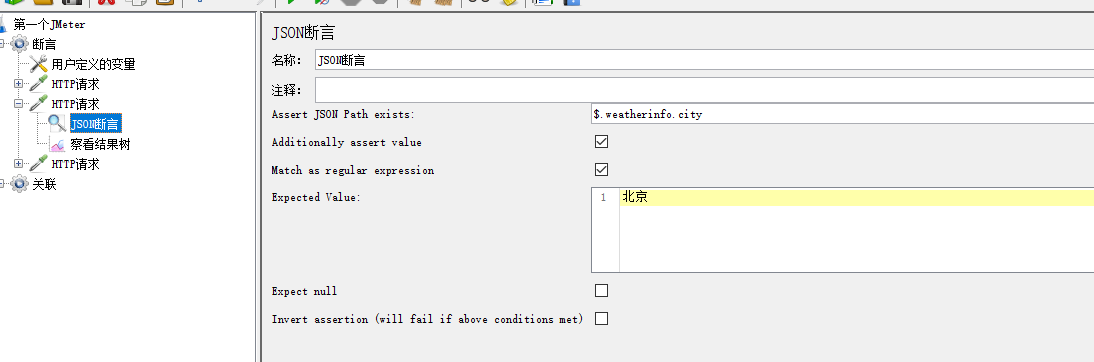 第一个JMeter
断言
用户定义的变量
HTTP请求
HTTP请求
JSON断言
察看结果树
HTTP请求
关联
JSON断言
名称： JSON断言
注释：
Assert JSON Path exists: $.weatherinfo.city
Additionally assert value
Match as regular expression
Expected Value: 1 北京
Expect null
Invert assertion (will fail if above conditions met)